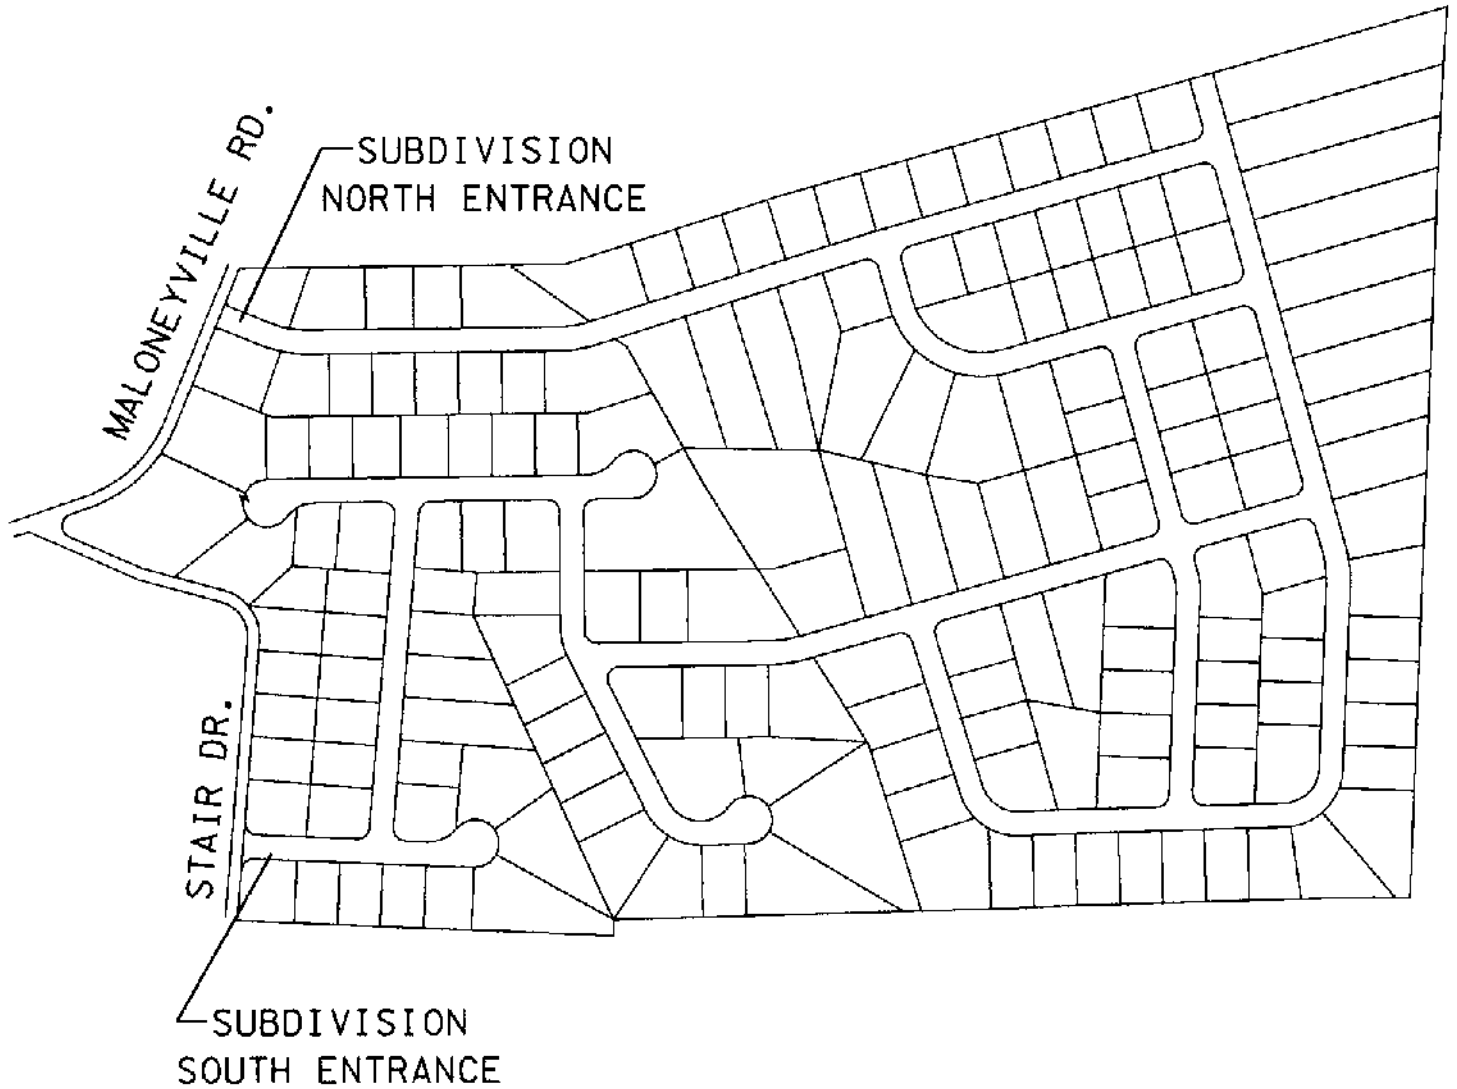 MALONEYVILLE RD.
SUBDIVISION
NORTH ENTRANCE
STAIR DR.
SUBDIVISION
SOUTH ENTRANCE